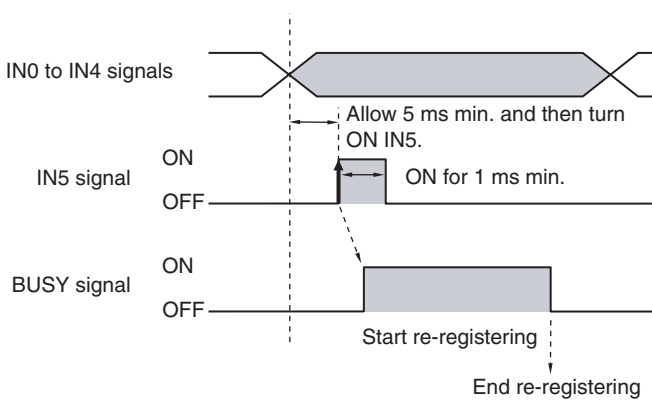 IN0 to IN4 signals
Allow 5 ms min. and then turn
ON IN5.
ON
IN5 signal
ON for 1 ms min.
OFF
ON
BUSY signal
OFF
Start re-registering
End re-registering